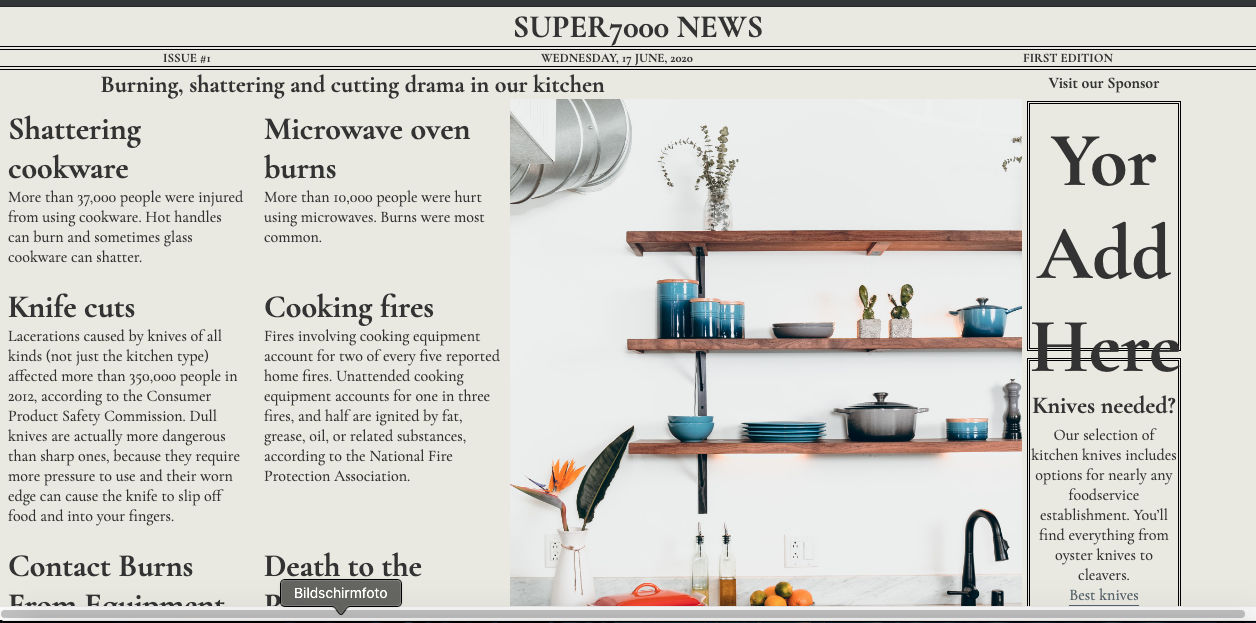 SUPER7000 NEWS
ISSUE #1
WEDNESDAY, 17 JUNE, 2020
FIRST EDITION
Burning, shattering and cutting drama in our kitchen
Shattering
cookware
More than 37,000 people were injured
from using cookware. Hot handles
can burn and sometimes glass
cookware can shatter.
Microwave oven
burns
More than 10,000 people were hurt
using microwaves. Burns were most
common.
Knife cuts
Lacerations caused by knives of all
kinds (not just the kitchen type)
affected more than 350,000 people in
2012, according to the Consumer
Product Safety Commission. Dull
knives are actually more dangerous
than sharp ones, because they require
more pressure to use and their worn
edge can cause the knife to slip off
food and into your fingers.
Cooking fires
Fires involving cooking equipment
account for two of every five reported
home fires. Unattended cooking
equipment accounts for one in three
fires, and half are ignited by fat,
grease, oil, or related substances,
according to the National Fire
Protection Association.
Contact Burns
From Equipment
Death to the
Bildschirmfoto
Visit our Sponsor
Yor
Add
Here
Knives needed?
Our selection of
kitchen knives includes
options for nearly any
foodservice
establishment. You'll
find everything from
oyster knives to
cleavers.
Best knives